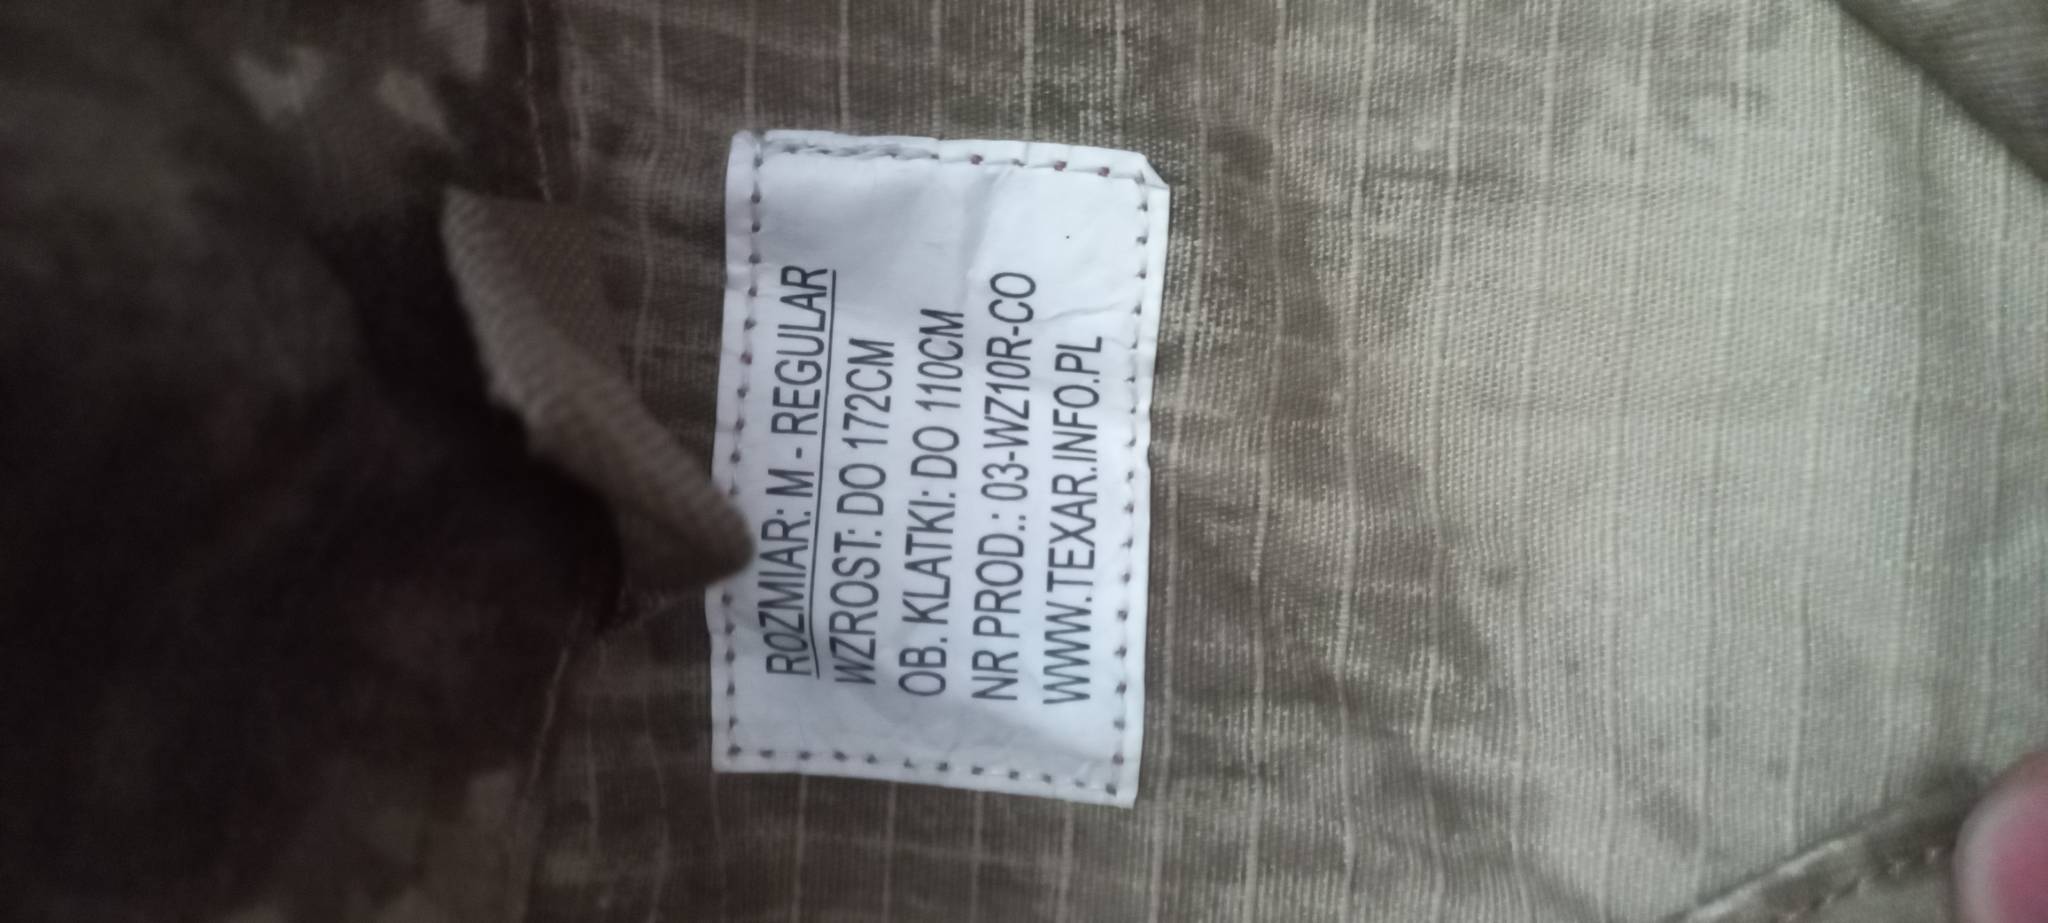 ROZMIAR: M - REGULAR
WZROST: DO 172CM
OB. KLATKI: DO 110CM
NR PROD.: 03-WZ10R-CO
WWW.TEXAR.INFO.PL